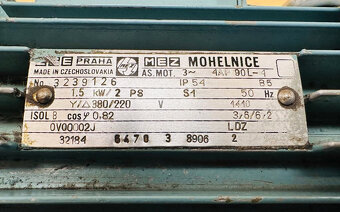 E PRAHA MEZ MOHELNICE
MADE IN CZECHOSLOVAKIA AS. MOT. 3~ 4AP 90L-4
No 3239126 IP 54 85
1,5 kW/2 PS S1 50 Hz
Y/△380/220 V 1410
ISOL B cos φ 0,82 3,6/6,2
0V00002J LDZ
32184 6470 3 8906 2